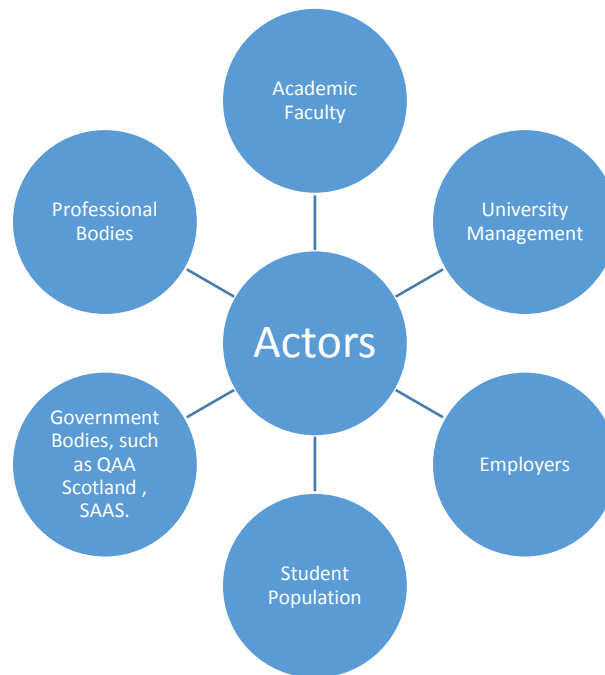 Academic
Faculty
Professional
Bodies
University
Management
Actors
Government
Bodies, such
as QAA
Scotland ,
SAAS.
Employers
Student
Population